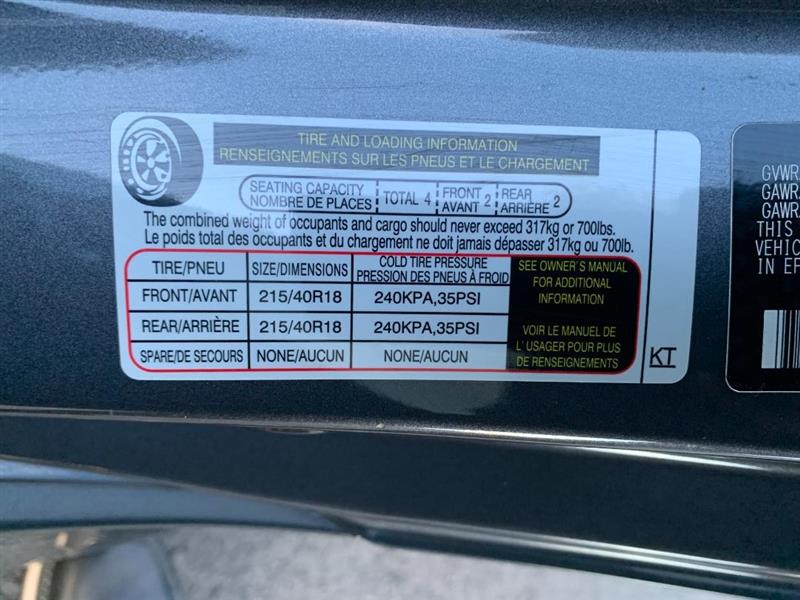 TIRE AND LOADING INFORMATION
RENSEIGNEMENTS SUR LES PNEUS ET LE CHARGEMENT
SEATING CAPACITY
NOMBRE DE PLACES
TOTAL 4
FRONT
AVANT 2
REAR
ARRIÈRE 2
The combined weight of occupants and cargo should never exceed 317kg or 700lbs.
Le poids total des occupants et du chargement ne doit jamais dépasser 317kg ou 700lb.
TIRE/PNEU SIZE/DIMENSIONS COLD TIRE PRESSURE
PRESSION DES PNEUS À FROID
FRONT/AVANT 215/40R18 240KPA,35PSI
REAR/ARRIÈRE 215/40R18 240KPA,35PSI
SPARE/DE SECOURS NONE/AUCUN NONE/AUCUN
SEE OWNER'S MANUAL
FOR ADDITIONAL
INFORMATION
VOIR LE MANUEL DE
L' USAGER POUR PLUS
DE RENSEIGNEMENTS
KT
GVWR
GAWR
GAWR
THIS
VEHIC
IN EF